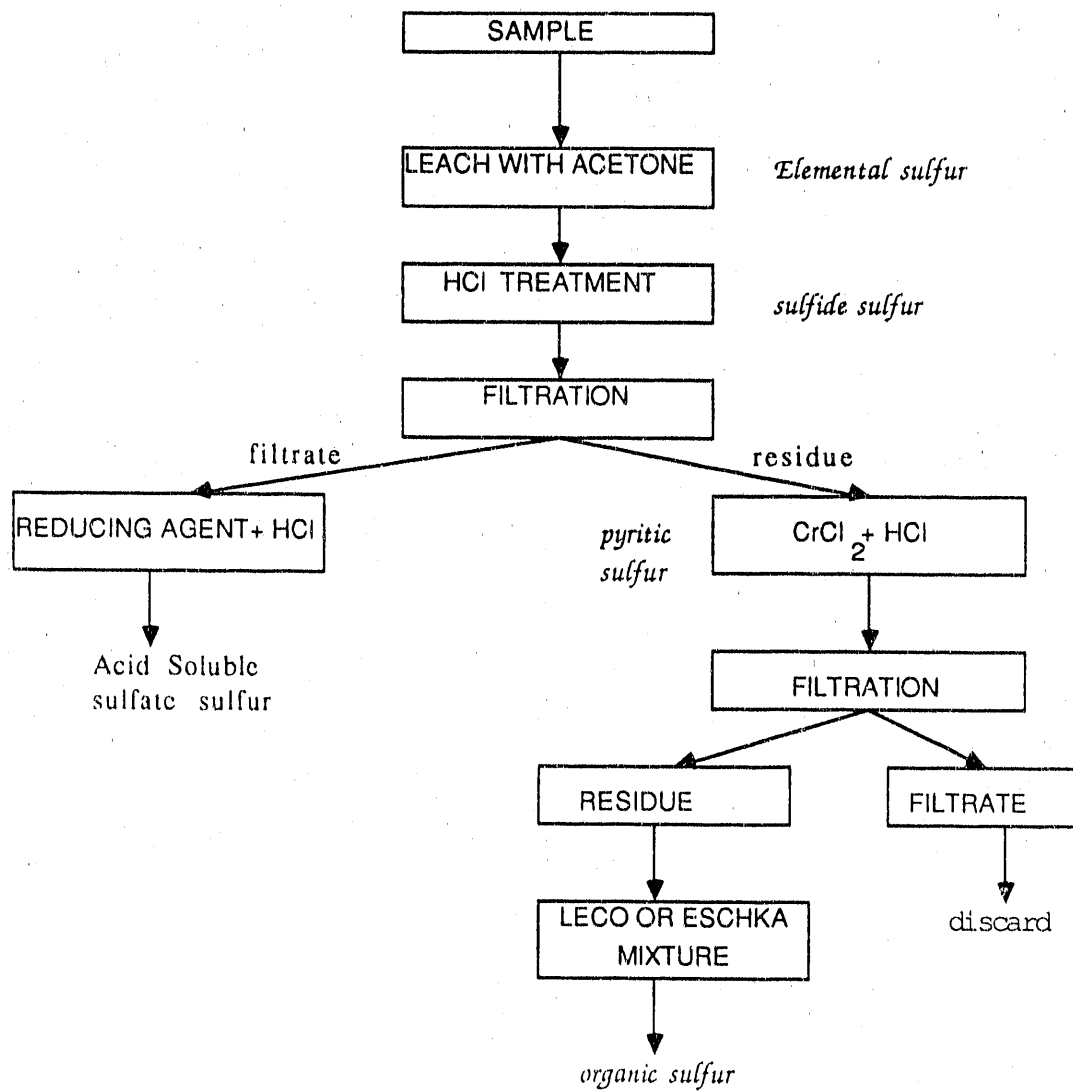 SAMPLE
LEACH WITH ACETONE
Elemental sulfur
HCl TREATMENT
sulfide sulfur
FILTRATION
filtrate
residue
REDUCING AGENT+ HCl
pyritic
sulfur
CrCl2+ HCl
Acid Soluble
sulfate sulfur
FILTRATION
RESIDUE
FILTRATE
LECO OR ESCHKA
MIXTURE
discard
organic sulfur